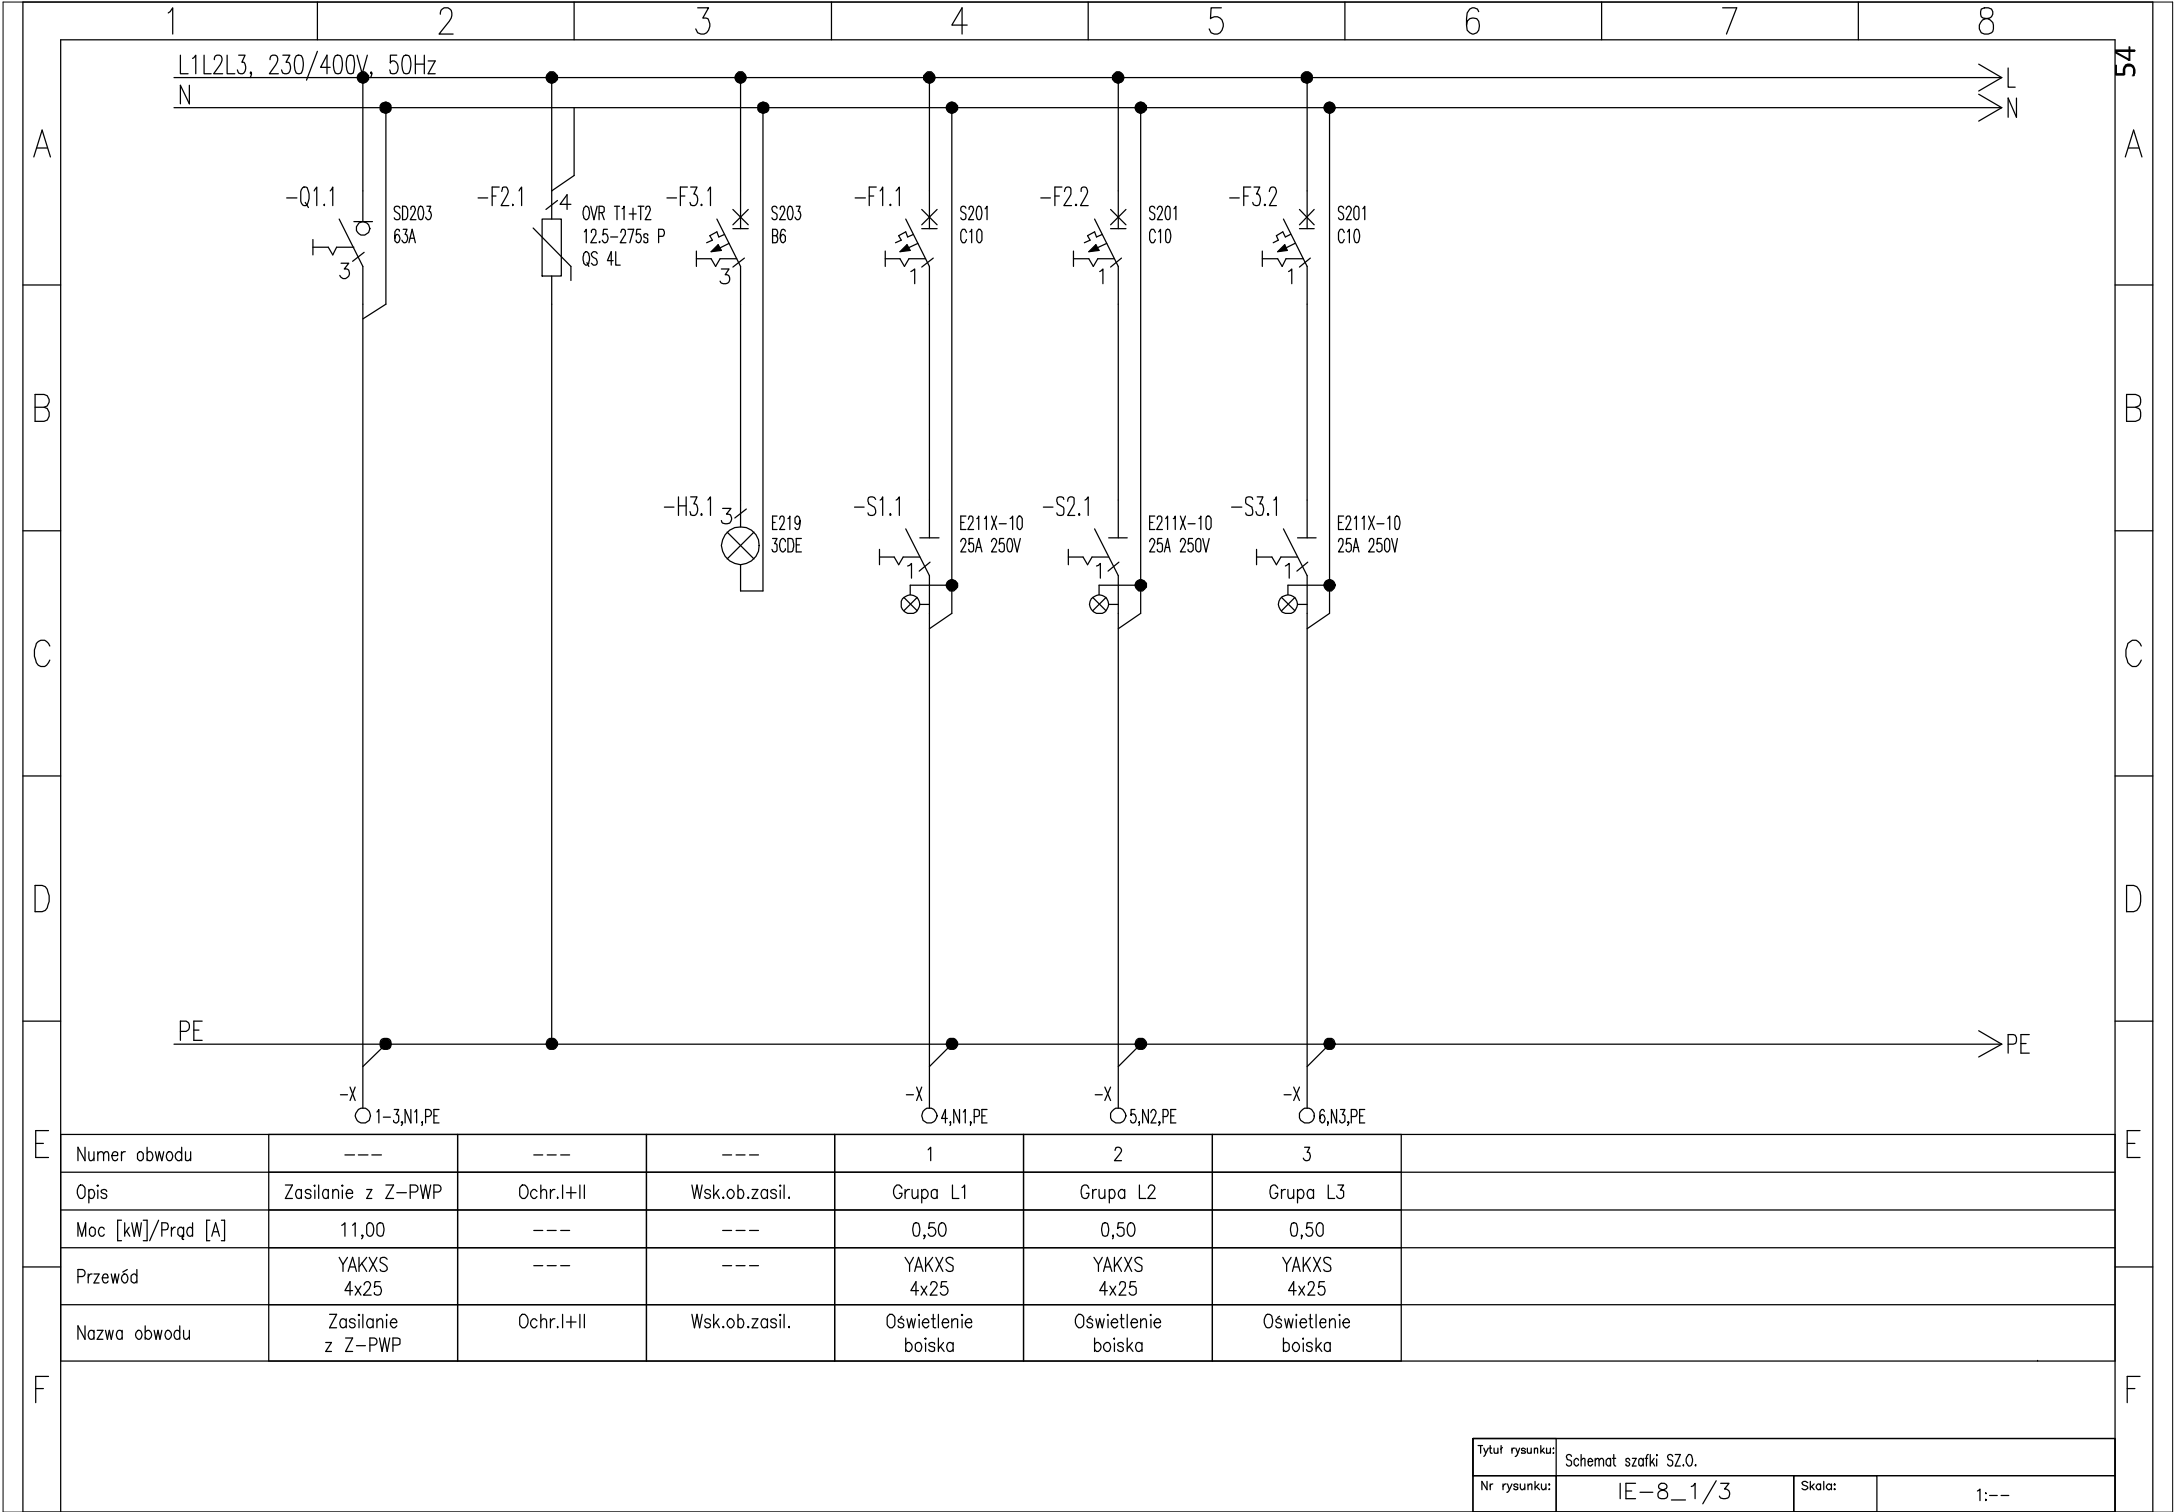 1 2 3 4 5 6 7 8
54
L1L2L3, 230/400V, 50Hz
L
N
N
A A
-Q1.1
SD203
63A
3
-F2.1
4
OVR T1+T2
12.5-275s P
QS 4L
-F3.1
S203
B6
3
-F1.1
S201
C10
1
-F2.2
S201
C10
1
-F3.2
S201
C10
1
B B
-H3.1
3
E219
3CDE
-S1.1
E211X-10
25A 250V
1
-S2.1
E211X-10
25A 250V
1
-S3.1
E211X-10
25A 250V
1
C C
D D
PE
PE
-X
1-3,N1,PE
-X
4,N1,PE
-X
5,N2,PE
-X
6,N3,PE
E E
Numer obwodu --- --- --- 1 2 3
Opis Zasilanie z Z-PWP Ochr.I+II Wsk.ob.zasil. Grupa L1 Grupa L2 Grupa L3
Moc [kW]/Prąd [A] 11,00 --- --- 0,50 0,50 0,50
Przewód
YAKXS
4x25
---
---
YAKXS
4x25
YAKXS
4x25
YAKXS
4x25
Nazwa obwodu
Zasilanie
z Z-PWP
Ochr.I+II
Wsk.ob.zasil.
Oświetlenie
boiska
Oświetlenie
boiska
Oświetlenie
boiska
F F
Tytuł rysunku: Schemat szafki SZ.O.
Nr rysunku: IE-8_1/3 Skala: 1:--